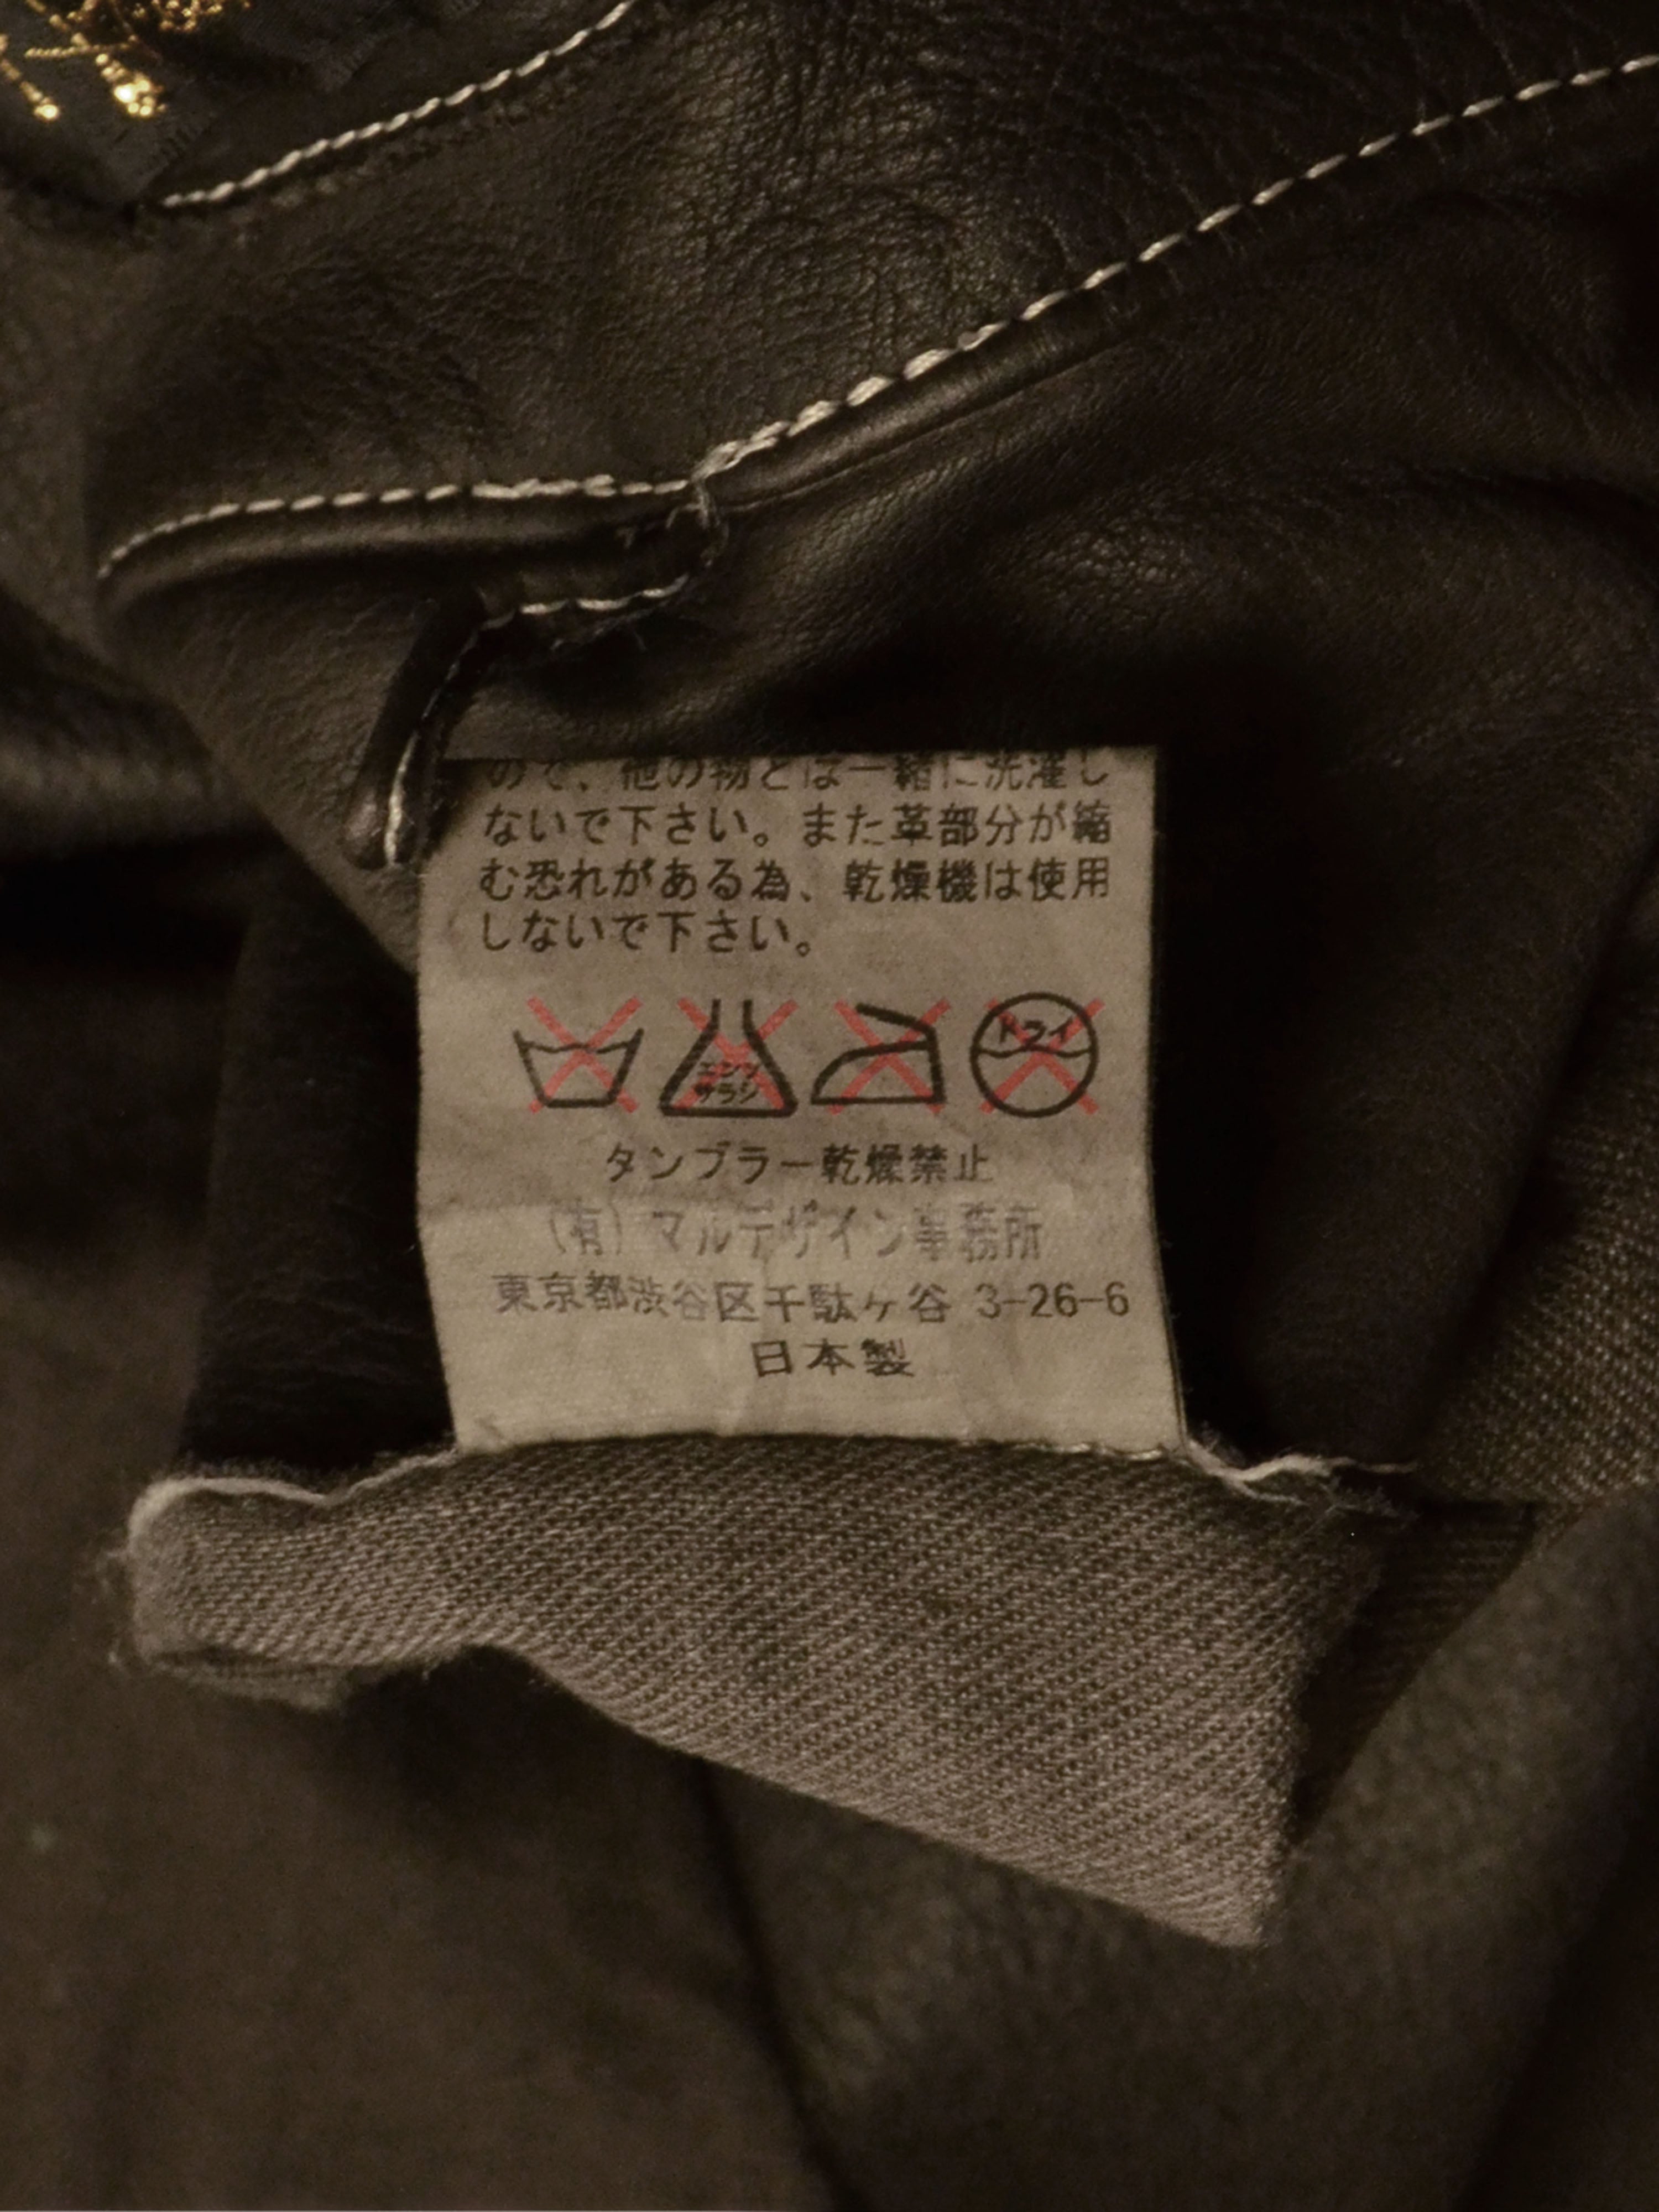 ので、他の物とは一緒に洗濯し
ないで下さい。また革部分が縮
む恐れがある為、乾燥機は使用
しないで下さい。
エンソ
サラシ
ドライ
タンブラー乾燥禁止
(有)マルデザイン事務所
東京都渋谷区千駄ヶ谷 3-26-6
日本製